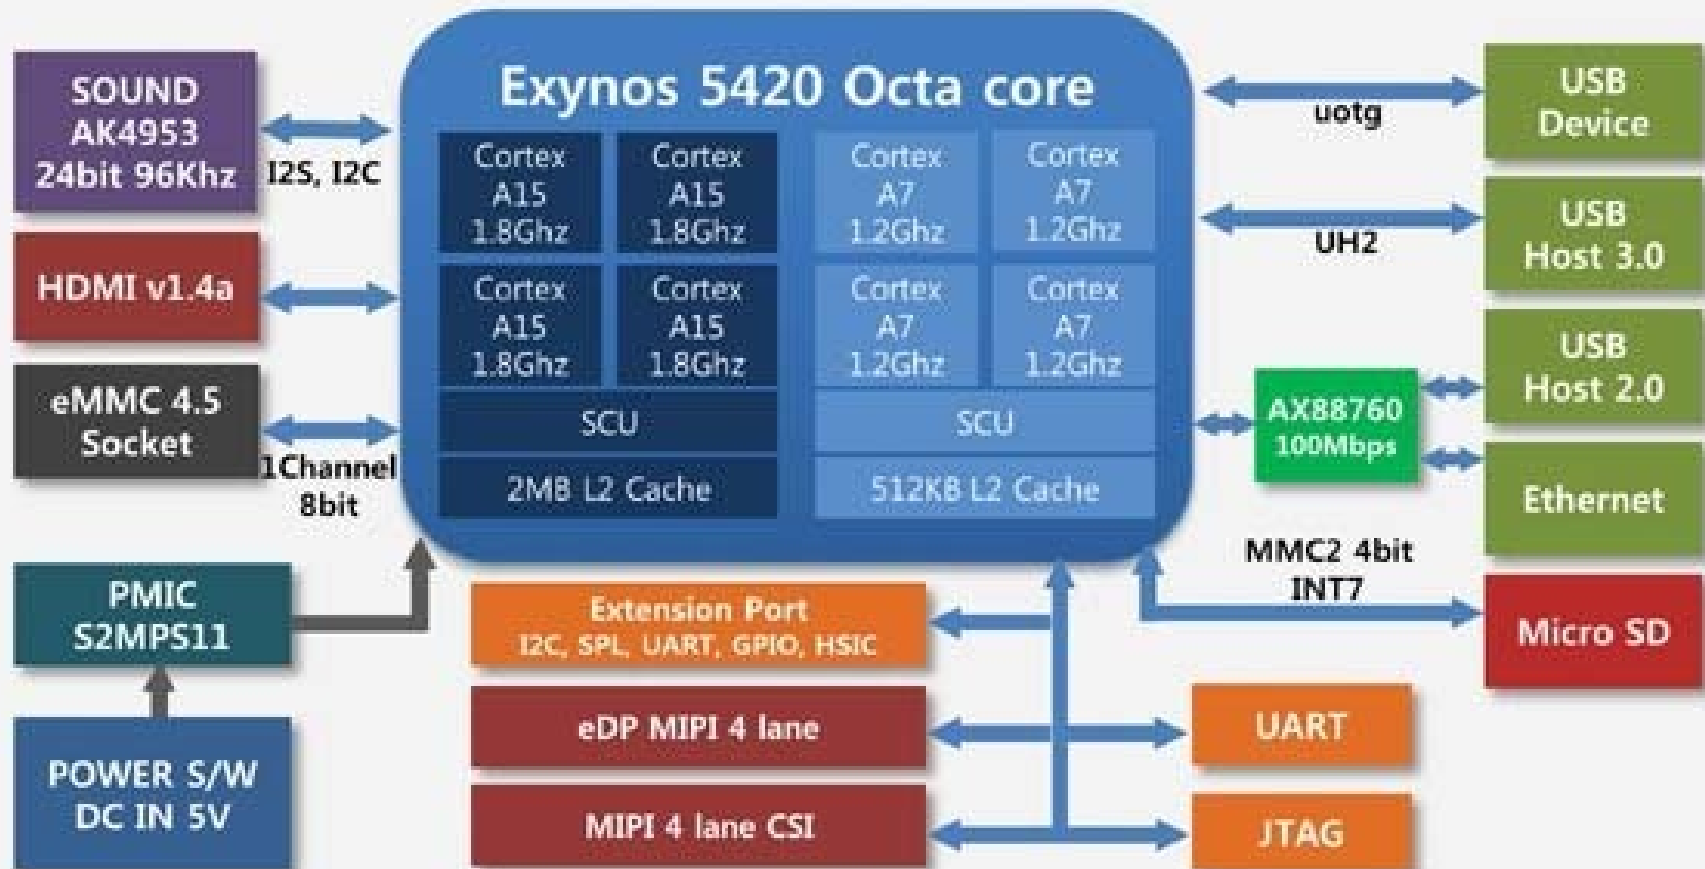 Exynos 5420 Octa core
SOUND
AK4953
24bit 96Khz
I2S, I2C
HDMI v1.4a
eMMC 4.5
Socket
1Channel
8bit
PMIC
S2MPS11
POWER S/W
DC IN 5V
Cortex
A15
1.8Ghz
Cortex
A15
1.8Ghz
Cortex
A7
1.2Ghz
Cortex
A7
1.2Ghz
Cortex
A15
1.8Ghz
Cortex
A15
1.8Ghz
Cortex
A7
1.2Ghz
Cortex
A7
1.2Ghz
SCU
SCU
2MB L2 Cache
512KB L2 Cache
uotg
USB
Device
UH2
USB
Host 3.0
USB
Host 2.0
AX88760
100Mbps
Ethernet
MMC2 4bit
INT7
Micro SD
Extension Port
I2C, SPL, UART, GPIO, HSIC
eDP MIPI 4 lane
MIPI 4 lane CSI
UART
JTAG